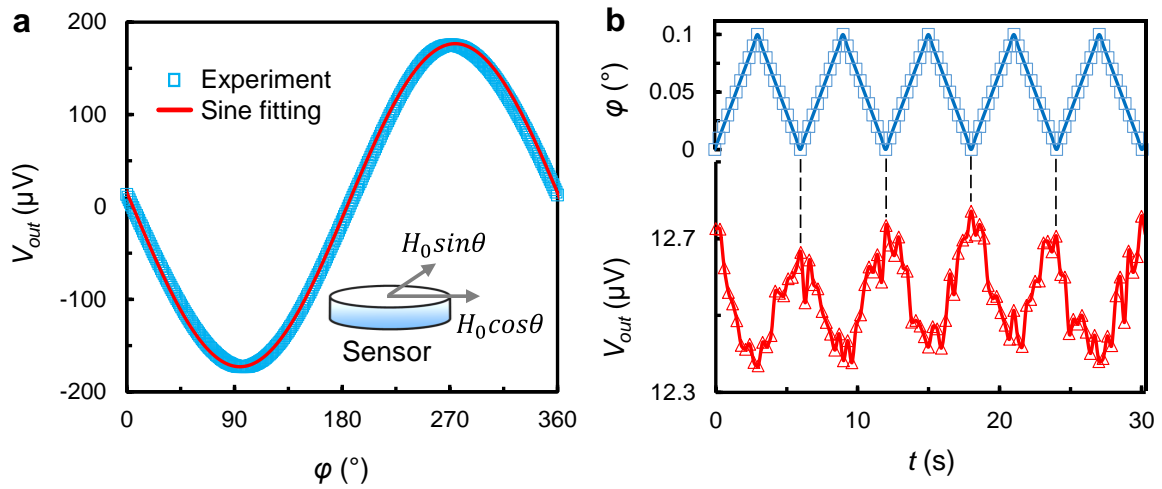 a
Experiment
Sine fitting
200
100
0
-100
-200
V_out (µV)
H₀sinθ
H₀cosθ
Sensor
0 90 180 270 360
φ (°)
b
0.1
0.05
0
φ (°)
12.7
12.3
V_out (µV)
0 10 20 30
t (s)